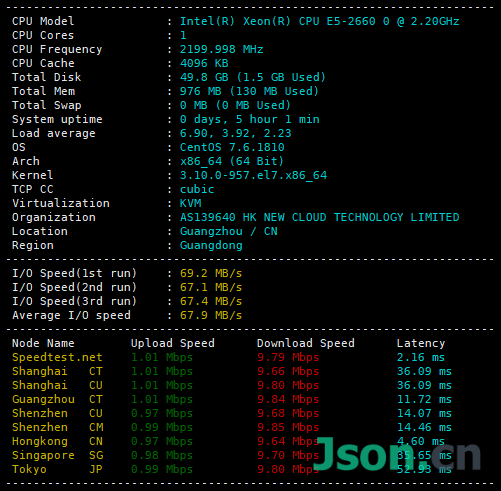 CPU Model : Intel(R) Xeon(R) CPU E5-2660 0 @ 2.20GHz
CPU Cores : 1
CPU Frequency : 2199.998 MHz
CPU Cache : 4096 KB
Total Disk : 49.8 GB (1.5 GB Used)
Total Mem : 976 MB (130 MB Used)
Total Swap : 0 MB (0 MB Used)
System uptime : 0 days, 5 hour 1 min
Load average : 6.90, 3.92, 2.23
OS : CentOS 7.6.1810
Arch : x86_64 (64 Bit)
Kernel : 3.10.0-957.el7.x86_64
TCP CC : cubic
Virtualization : KVM
Organization : AS139640 HK NEW CLOUD TECHNOLOGY LIMITED
Location : Guangzhou / CN
Region : Guangdong
I/O Speed(1st run) : 69.2 MB/s
I/O Speed(2nd run) : 67.1 MB/s
I/O Speed(3rd run) : 67.4 MB/s
Average I/O speed : 67.9 MB/s
Node Name Upload Speed Download Speed Latency
Speedtest.net 1.01 Mbps 9.79 Mbps 2.16 ms
Shanghai CT 1.01 Mbps 9.66 Mbps 36.09 ms
Shanghai CU 1.01 Mbps 9.80 Mbps 36.09 ms
Guangzhou CT 1.01 Mbps 9.84 Mbps 11.72 ms
Shenzhen CU 0.97 Mbps 9.68 Mbps 14.07 ms
Shenzhen CM 0.99 Mbps 9.85 Mbps 14.46 ms
Hongkong CN 0.97 Mbps 9.64 Mbps 4.60 ms
Singapore SG 0.98 Mbps 9.70 Mbps 35.65 ms
Tokyo JP 0.99 Mbps 9.80 Mbps 52.93 ms
Json.cn